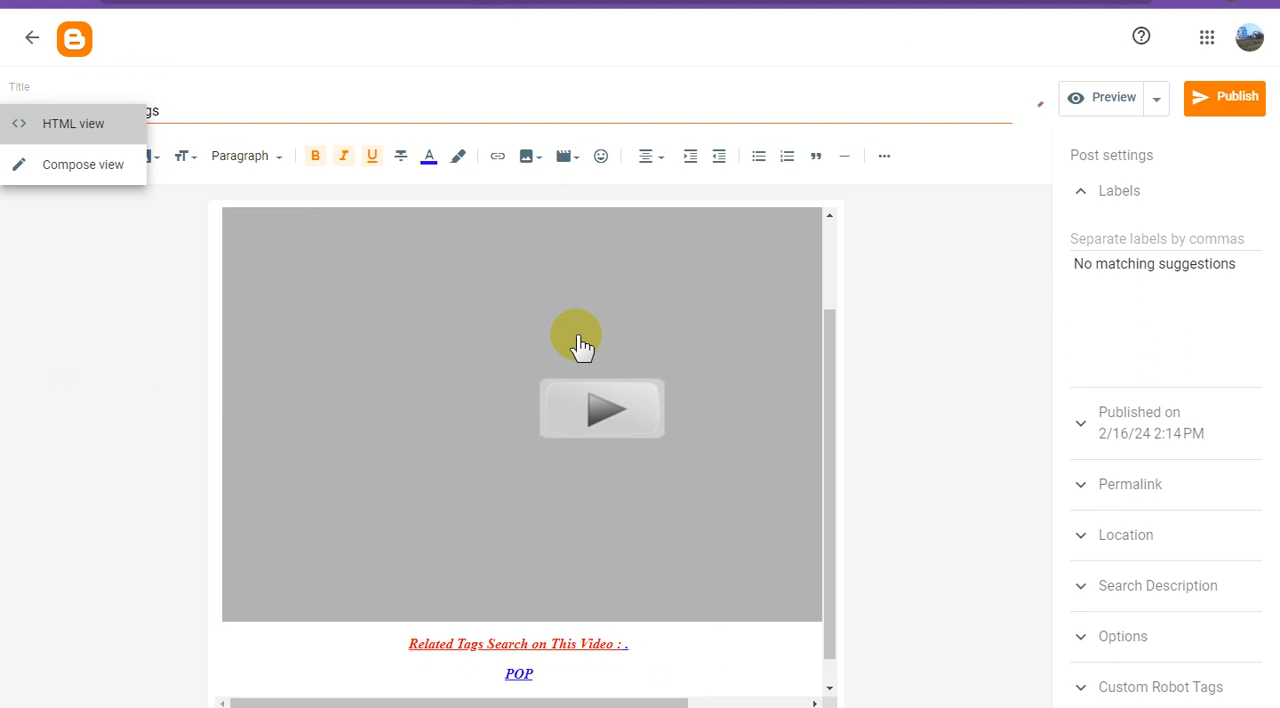 Title
gs
HTML view
Compose view
Paragraph
B
I
U
S
A
Preview
Publish
Post settings
Labels
Separate labels by commas
No matching suggestions
Published on
2/16/24 2:14 PM
Permalink
Location
Search Description
Options
Custom Robot Tags
Related Tags Search on This Video : .
POP